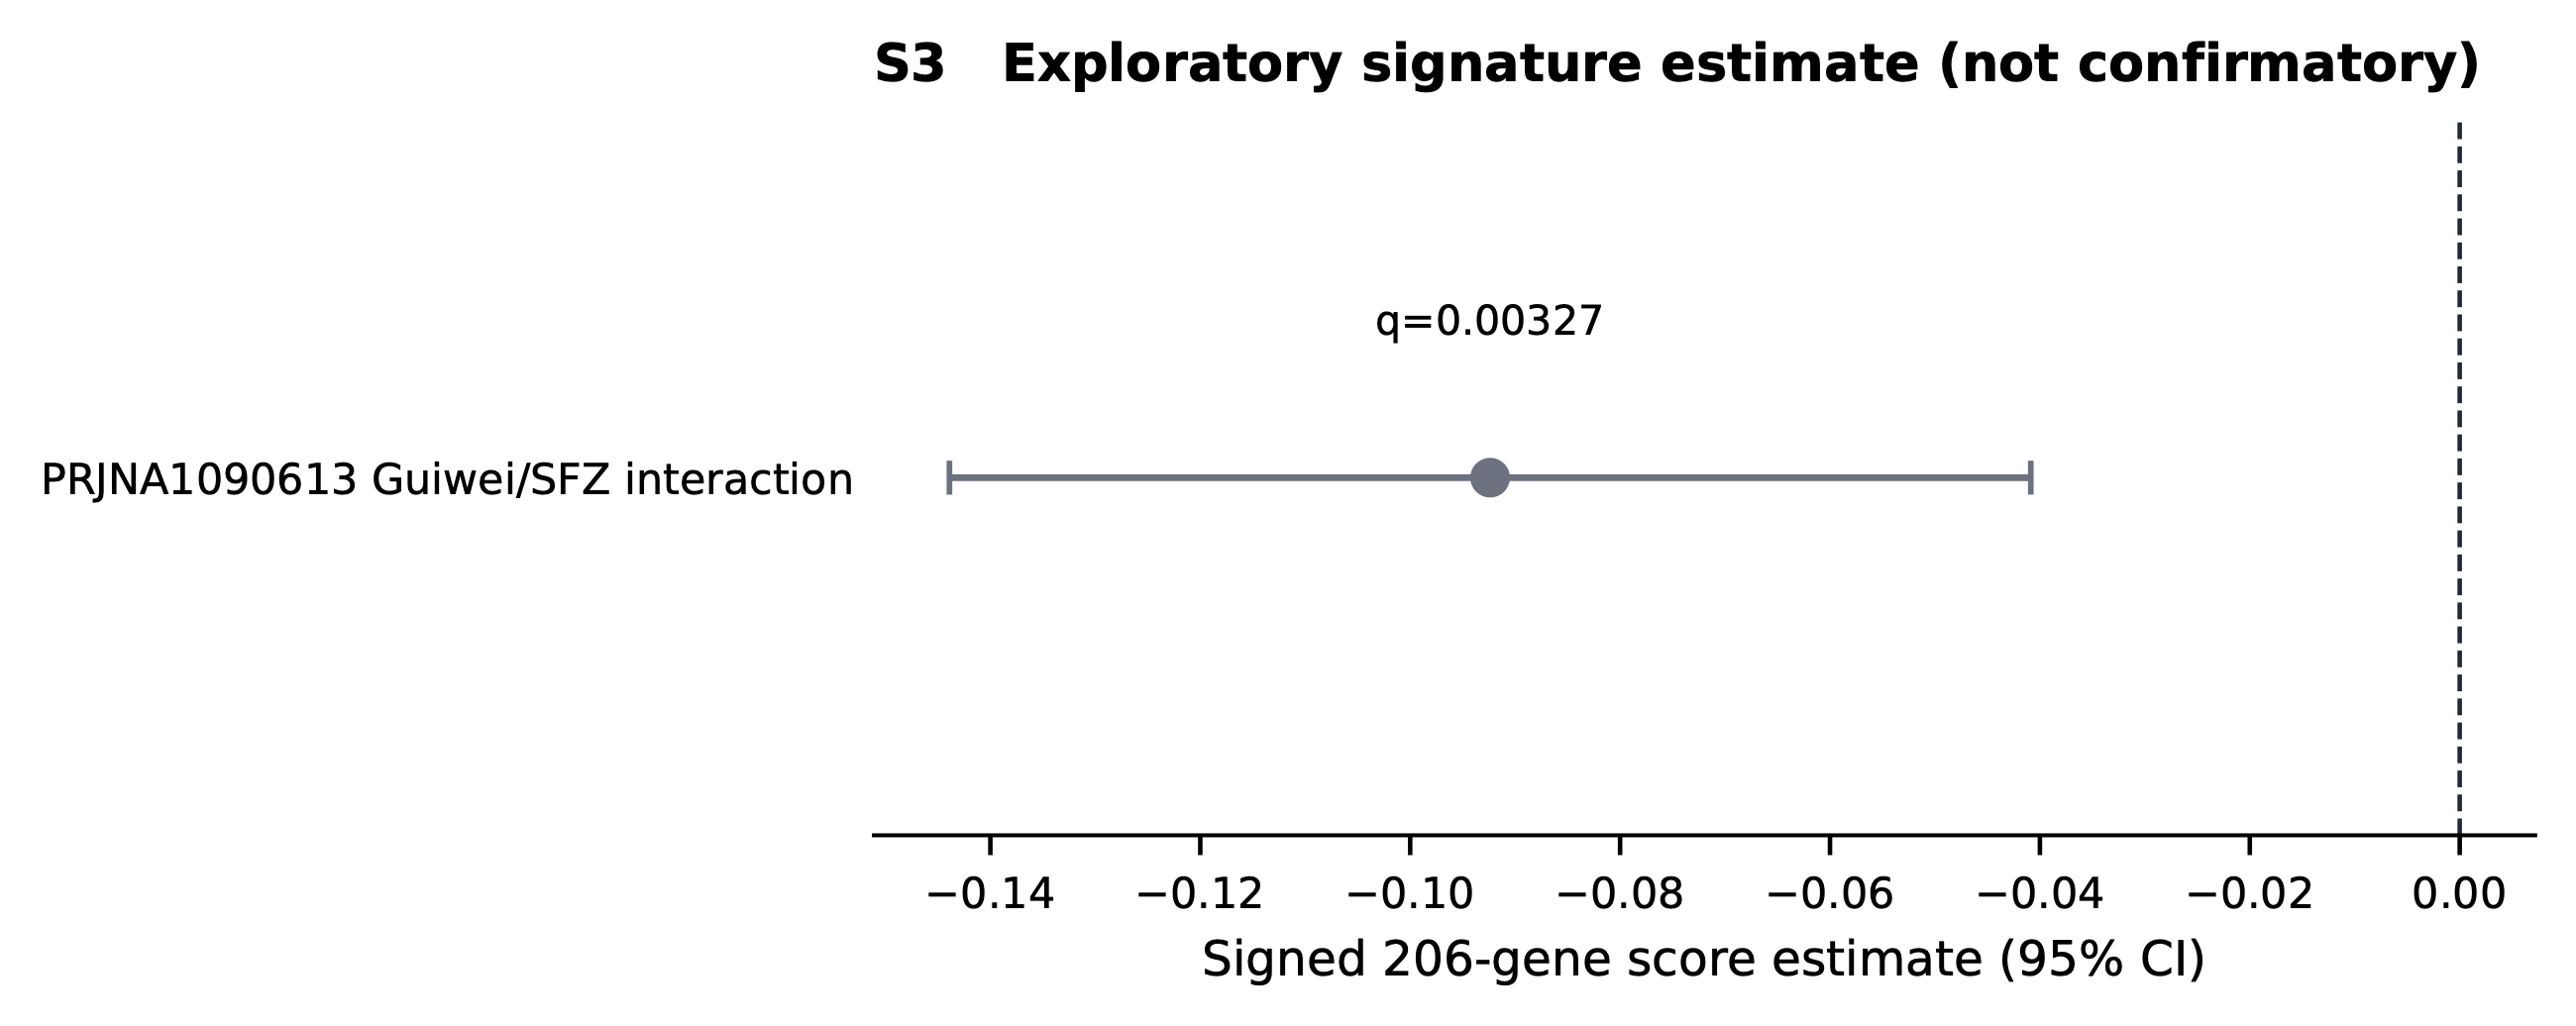 S3 Exploratory signature estimate (not confirmatory)
q=0.00327
PRJNA1090613 Guiwei/SFZ interaction
−0.14 −0.12 −0.10 −0.08 −0.06 −0.04 −0.02 0.00
Signed 206-gene score estimate (95% CI)